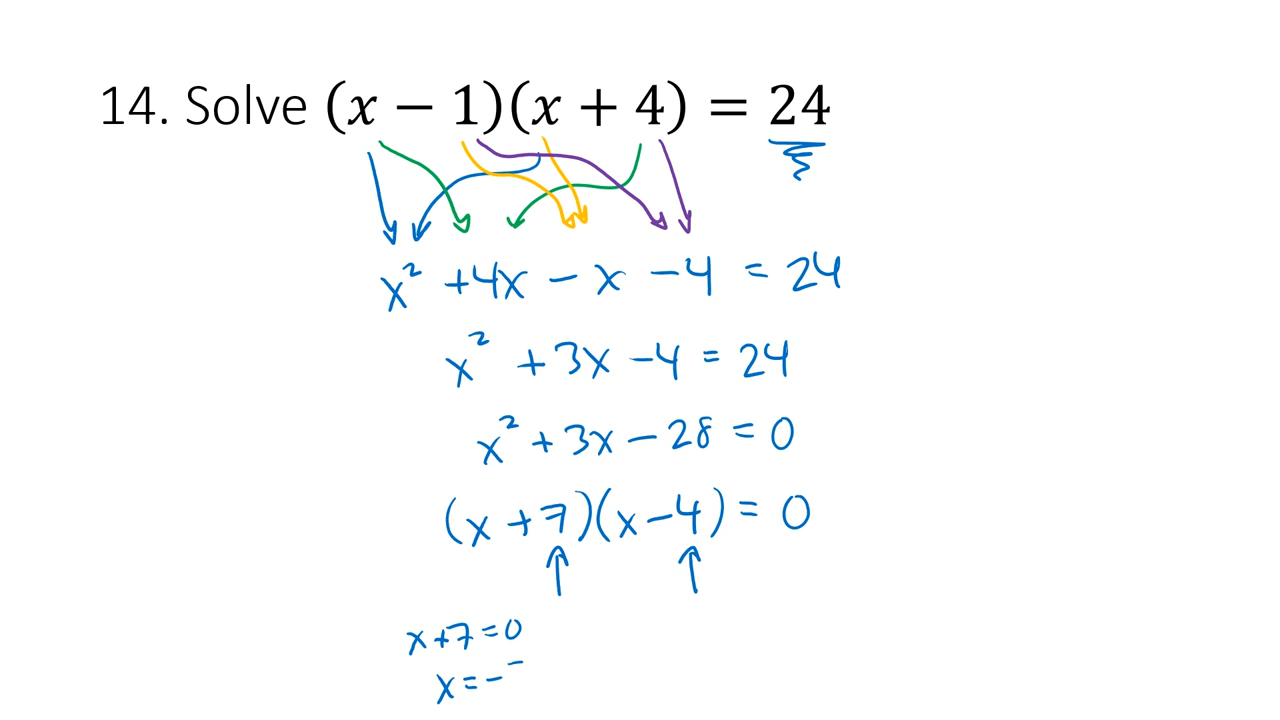 14. Solve (x − 1)(x + 4) = 24
x² +4x − x −4 = 24
x² +3x −4 = 24
x² +3x − 28 = 0
(x +7)(x −4) = 0
x+7=0
x=−